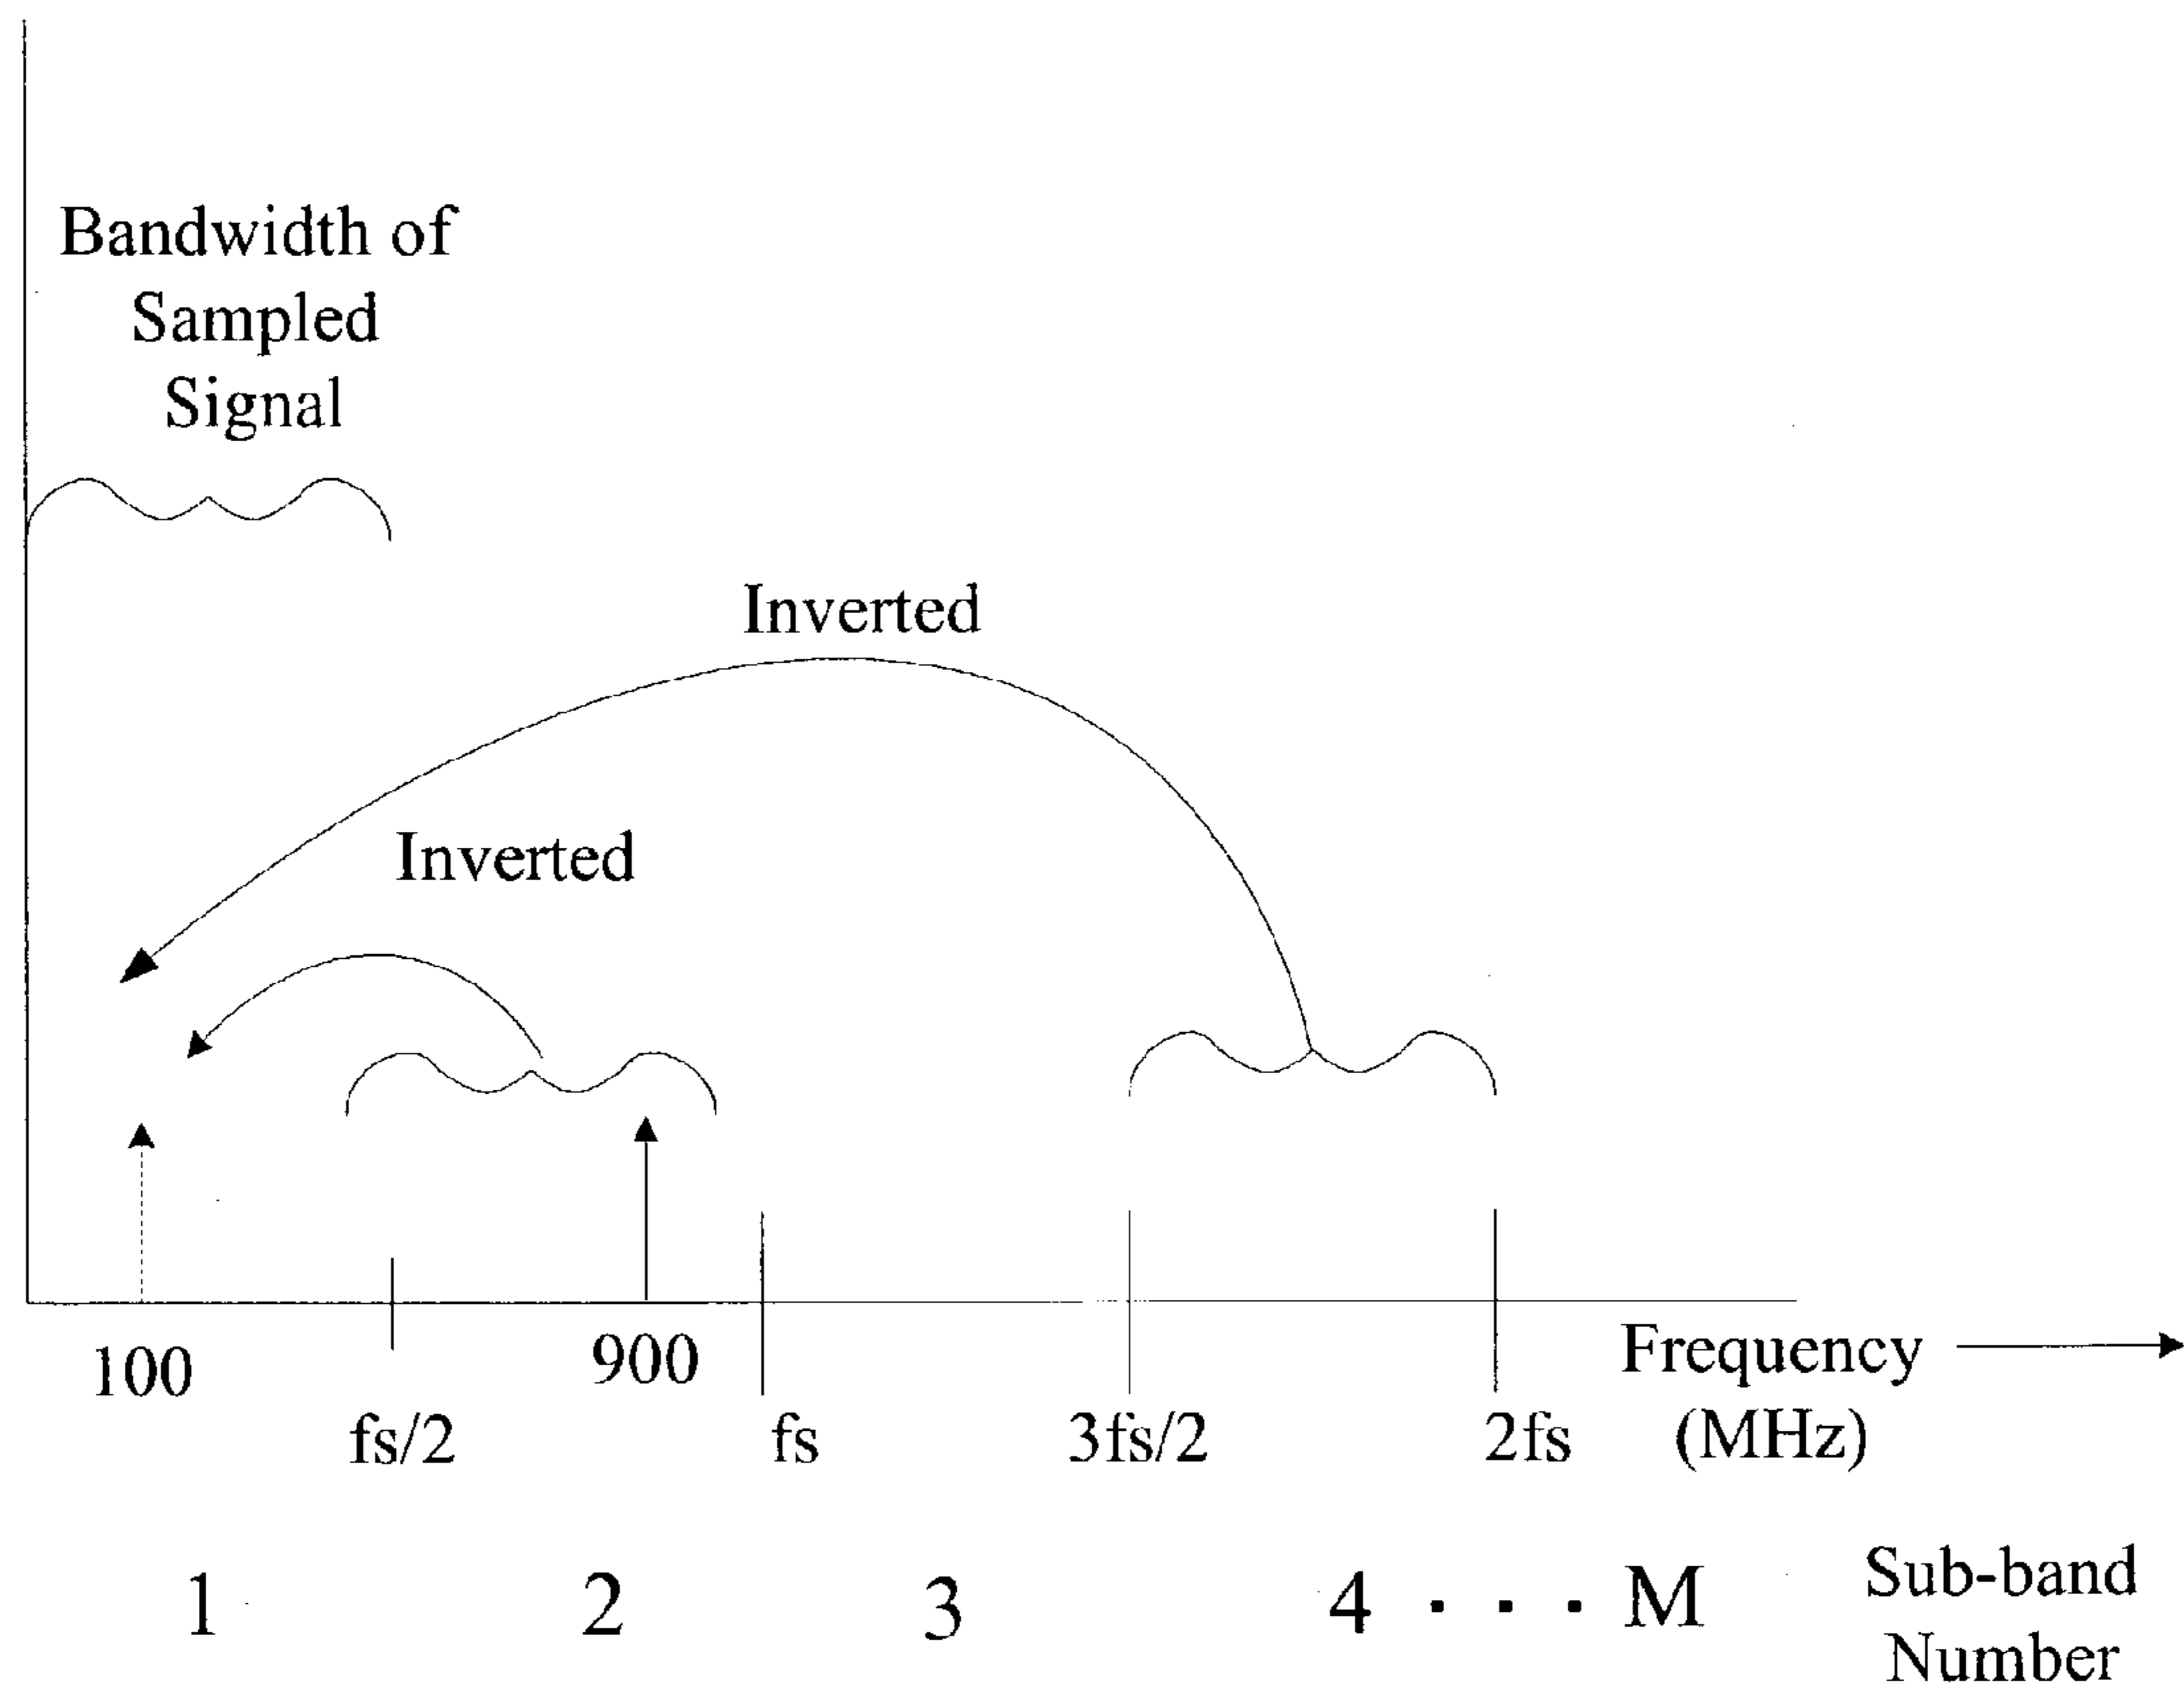 Bandwidth of
Sampled
Signal
Inverted
Inverted
100
900
Frequency
fs/2
fs
3fs/2
2fs
(MHz)
1 2 3 4 . . . M
Sub-band
Number